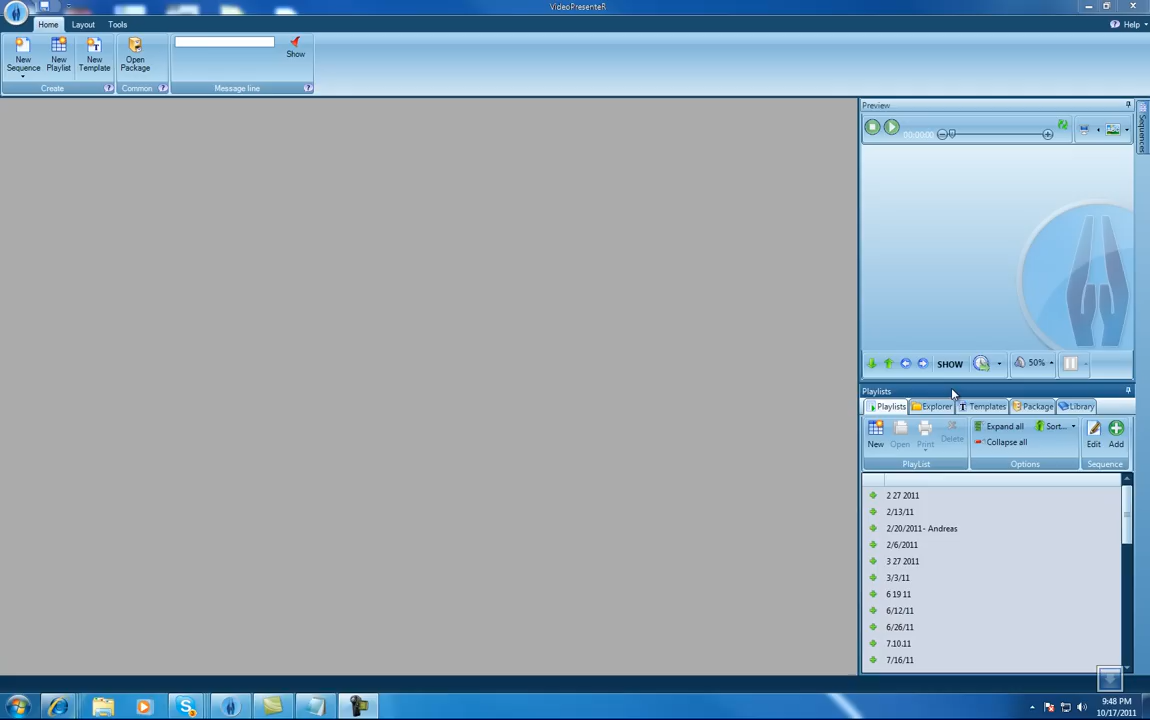 VideoPresenteR
Home Layout Tools
Help
New Sequence
New Playlist
New Template
Open Package
Show
Create
Common
Message line
Preview
Sequences
00:00:00
SHOW
50%
Playlists
Playlists Explorer Templates Package Library
New Open Print Delete
Expand all
Collapse all
Sort...
Edit Add
PlayList Options Sequence
2 27 2011
2/13/11
2/20/2011- Andreas
2/6/2011
3 27 2011
3/3/11
6 19 11
6/12/11
6/26/11
7.10.11
7/16/11
9:48 PM
10/17/2011